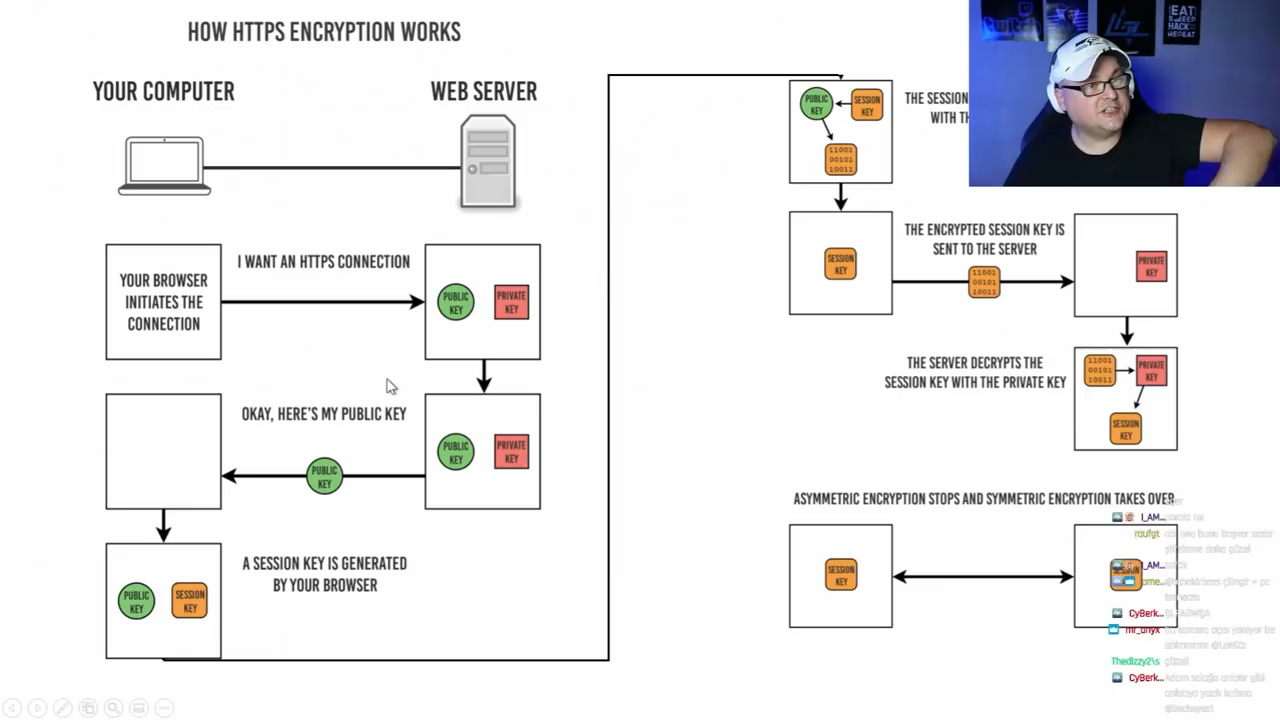 HOW HTTPS ENCRYPTION WORKS
YOUR COMPUTER
WEB SERVER
YOUR BROWSER
INITIATES THE
CONNECTION
I WANT AN HTTPS CONNECTION
PUBLIC
KEY
PRIVATE
KEY
OKAY, HERE'S MY PUBLIC KEY
PUBLIC
KEY
PUBLIC
KEY
PRIVATE
KEY
PUBLIC
KEY
SESSION
KEY
A SESSION KEY IS GENERATED
BY YOUR BROWSER
PUBLIC
KEY
SESSION
KEY
11001
00101
10011
THE SESSION
WITH TH
SESSION
KEY
THE ENCRYPTED SESSION KEY IS
SENT TO THE SERVER
11001
00101
10011
PRIVATE
KEY
THE SERVER DECRYPTS THE
SESSION KEY WITH THE PRIVATE KEY
11001
00101
10011
PRIVATE
KEY
SESSION
KEY
ASYMMETRIC ENCRYPTION STOPS AND SYMMETRIC ENCRYPTION TAKES OVER
SESSION
KEY
twitch
EAT
SLEEP
HACK
REPEAT
I_AM...
raufgt
I_AM...
ome...
CyBerk...
mr_onyx
Thedizzy2\s
güzel
CyBerk...